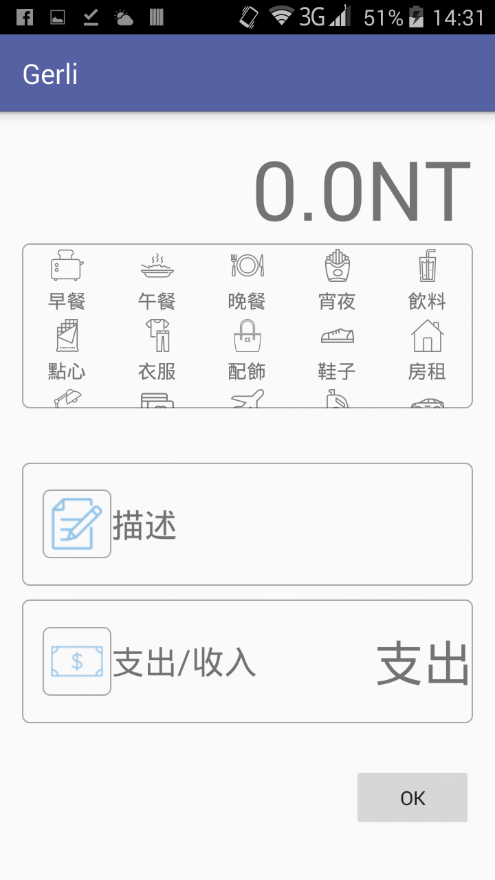 3G 51% 14:31
Gerli
0.0NT
早餐 午餐 晚餐 宵夜 飲料
點心 衣服 配飾 鞋子 房租
描述
支出/收入 支出
OK